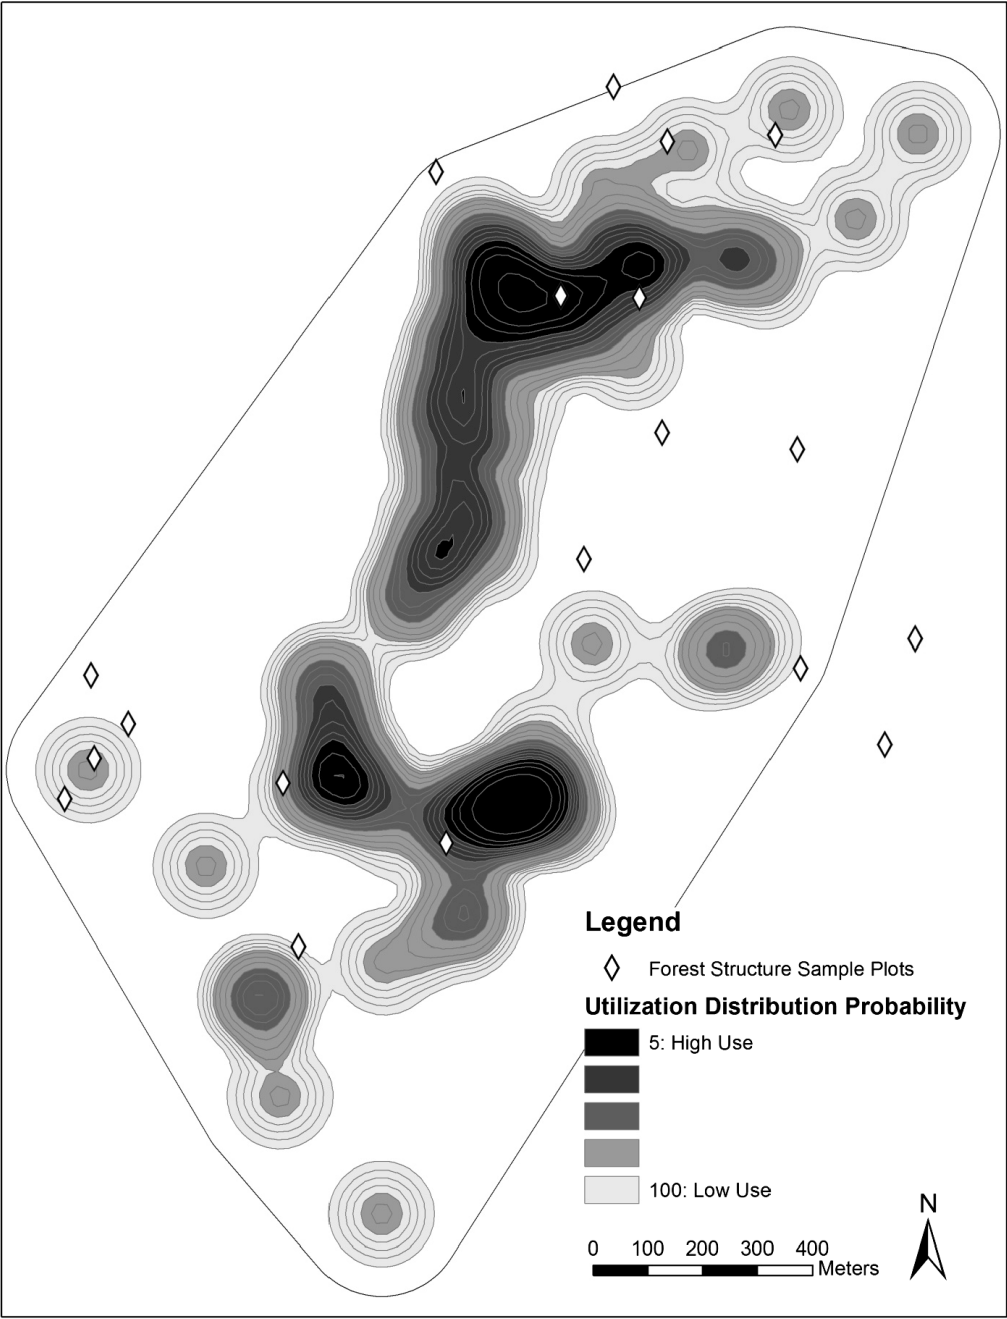 Legend
Forest Structure Sample Plots
Utilization Distribution Probability
5: High Use
100: Low Use
N
0 100 200 300 400
Meters